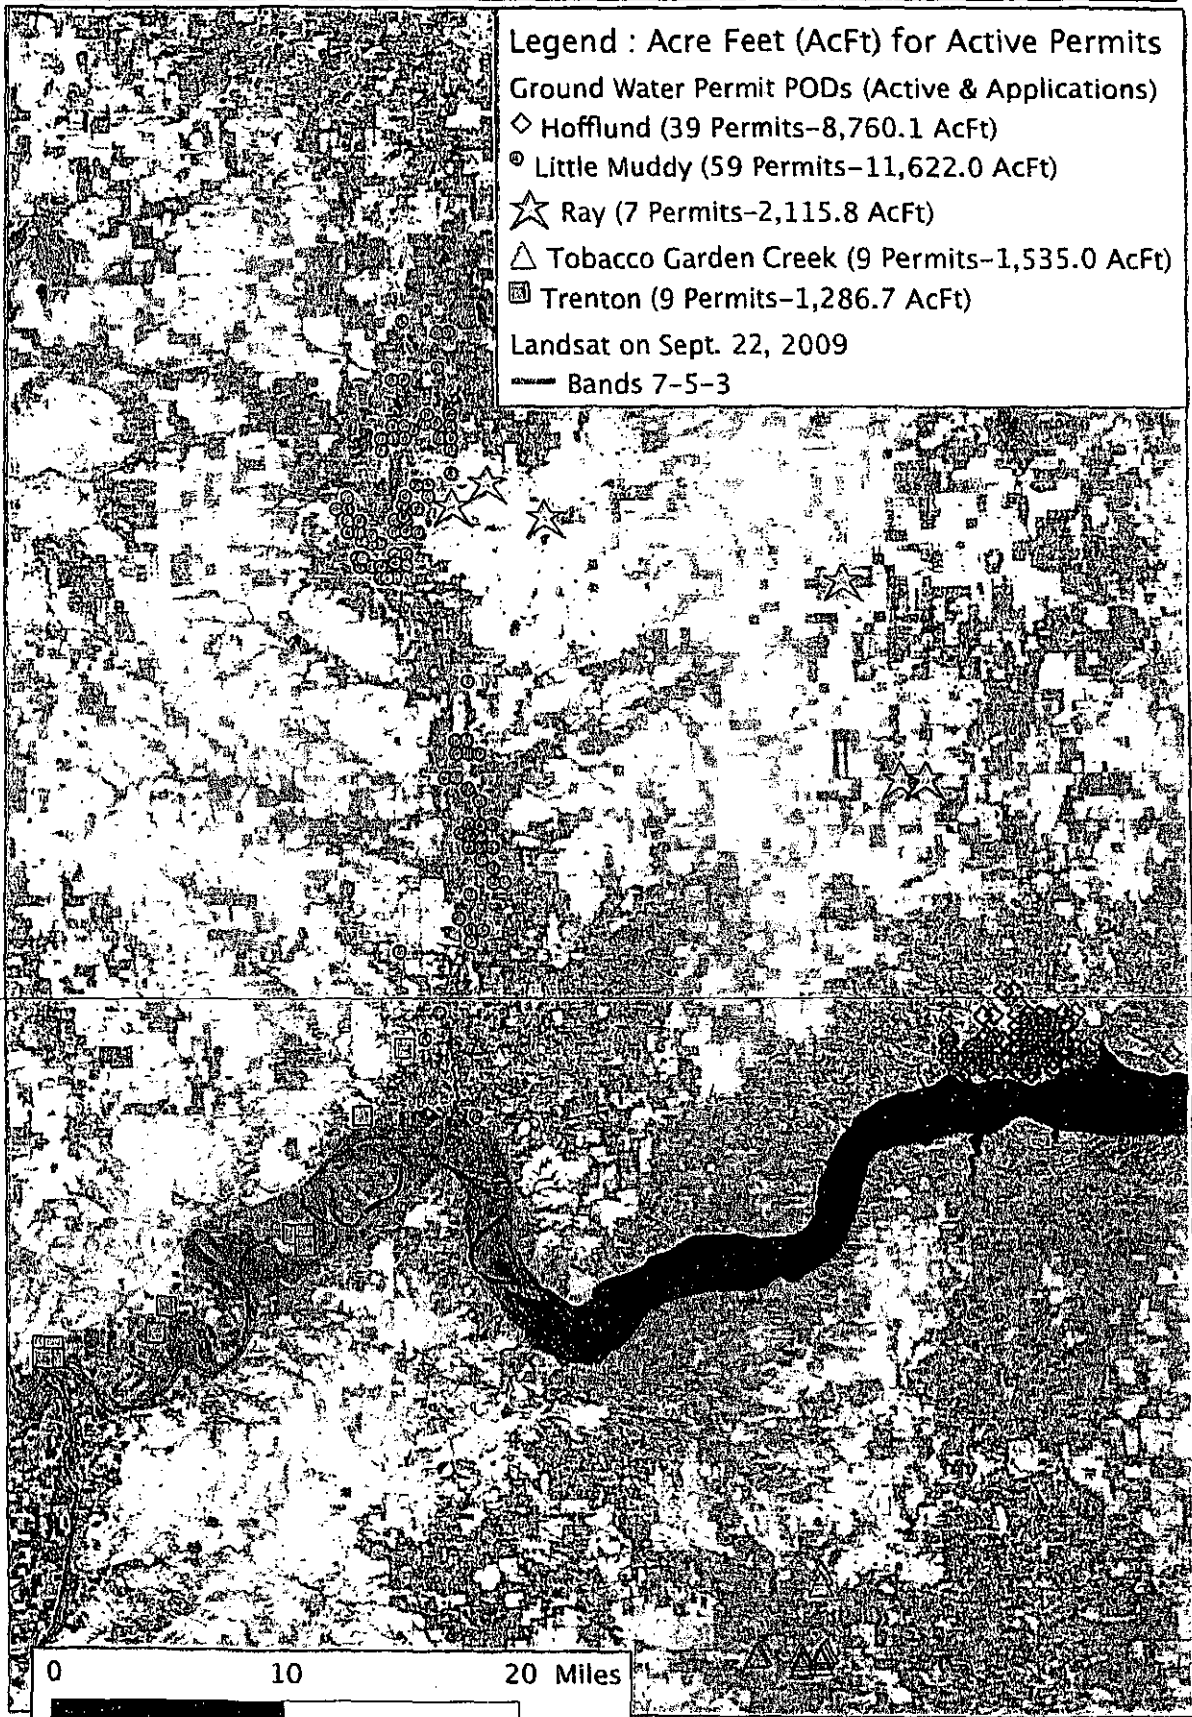 Legend : Acre Feet (AcFt) for Active Permits
Ground Water Permit PODs (Active & Applications)
Hofflund (39 Permits-8,760.1 AcFt)
Little Muddy (59 Permits-11,622.0 AcFt)
Ray (7 Permits-2,115.8 AcFt)
Tobacco Garden Creek (9 Permits-1,535.0 AcFt)
Trenton (9 Permits-1,286.7 AcFt)
Landsat on Sept. 22, 2009
Bands 7-5-3
0 10 20 Miles